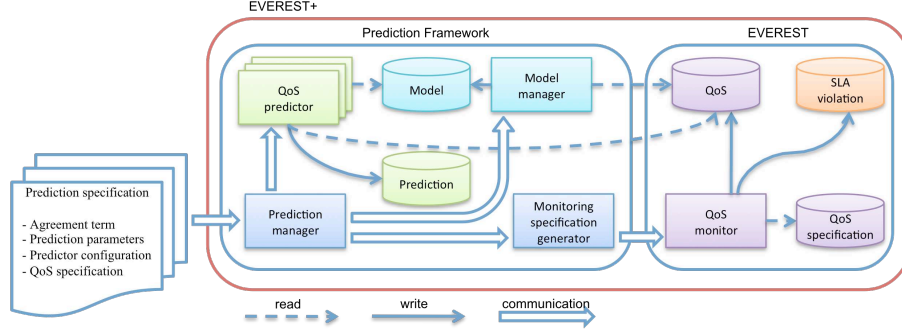 EVEREST+
Prediction Framework
EVEREST
QoS
predictor
Model
Model
manager
QoS
SLA
violation
Prediction
Prediction specification
- Agreement term
- Prediction parameters
- Predictor configuration
- QoS specification
Prediction
manager
Monitoring
specification
generator
QoS
monitor
QoS
specification
read
write
communication